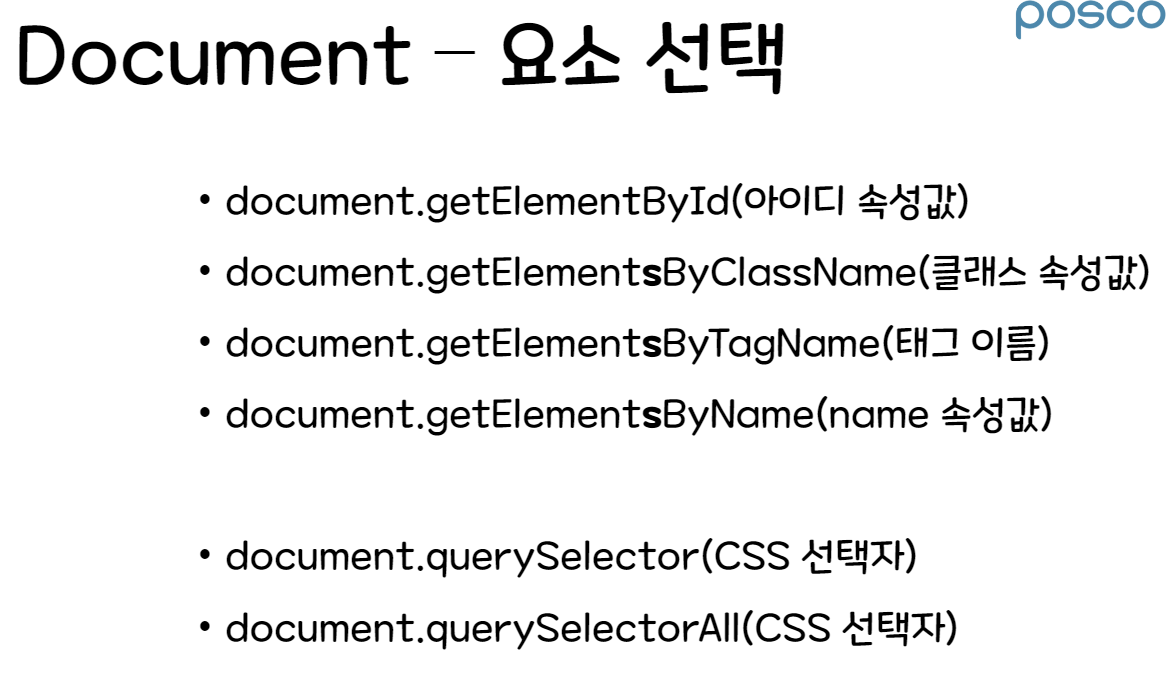 posco
Document – 요소 선택
• document.getElementById(아이디 속성값)
• document.getElementsByClassName(클래스 속성값)
• document.getElementsByTagName(태그 이름)
• document.getElementsByName(name 속성값)
• document.querySelector(CSS 선택자)
• document.querySelectorAll(CSS 선택자)